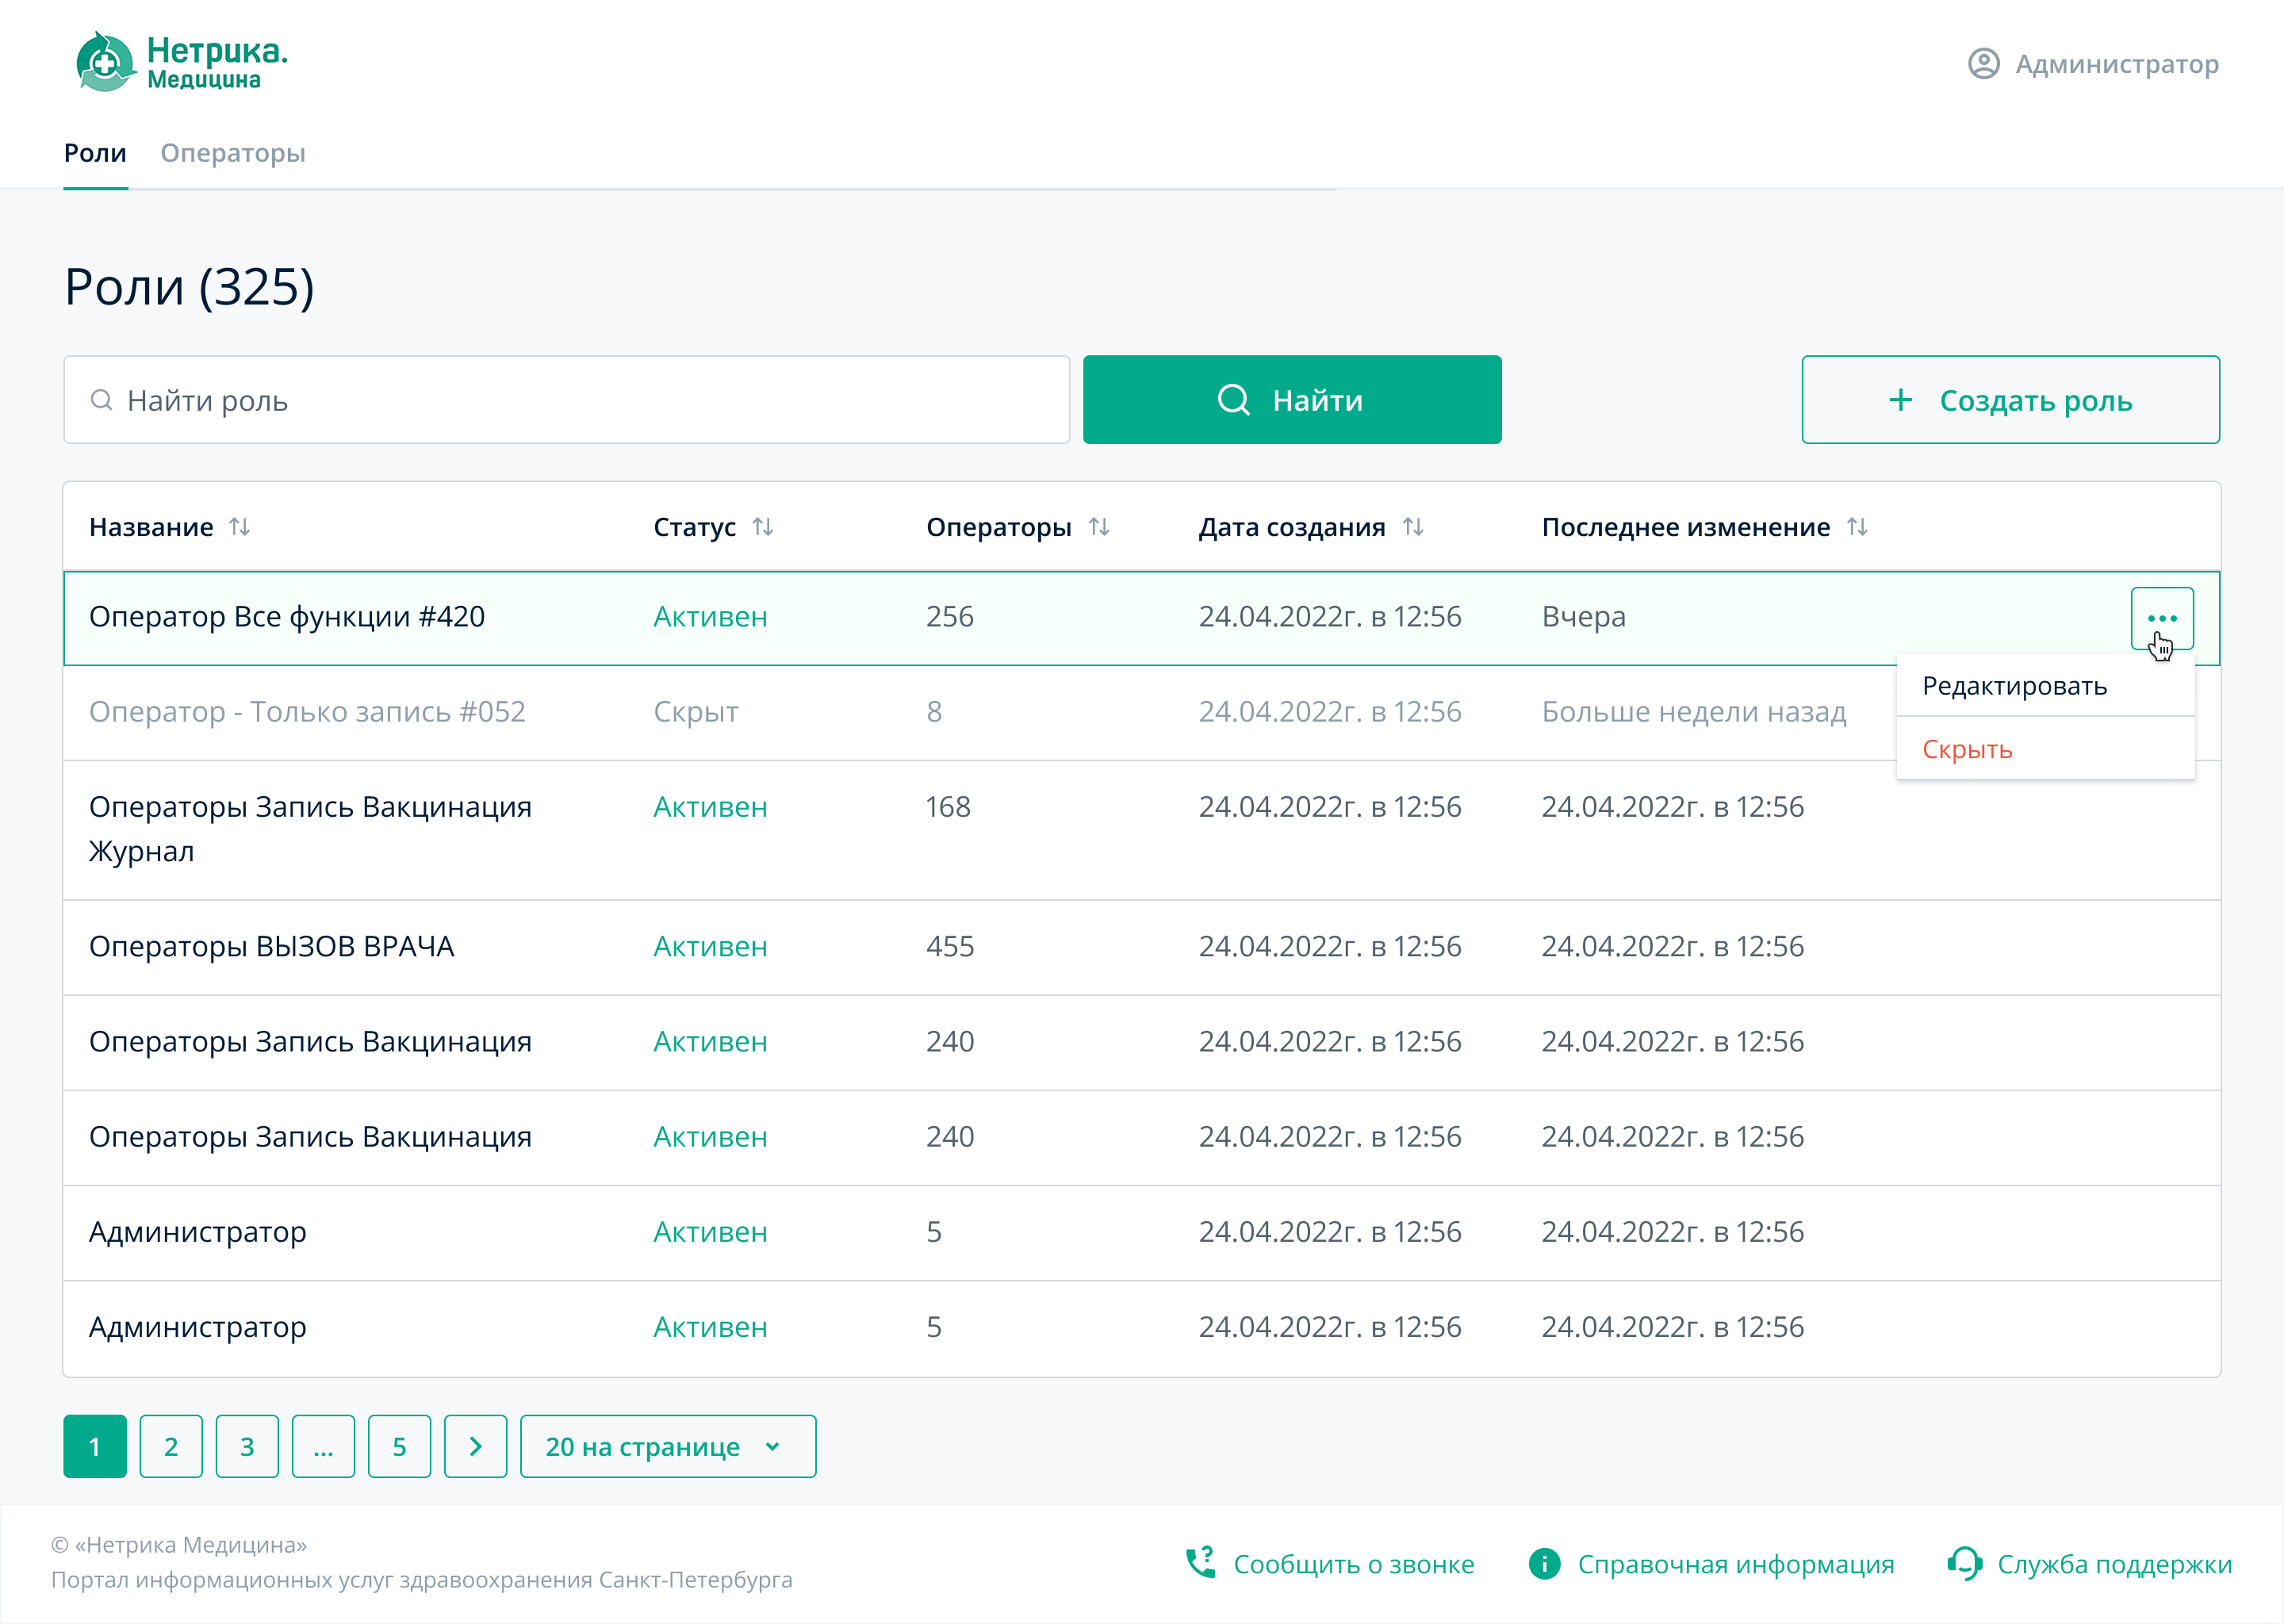 Нетрика.
Медицина
Администратор
Роли Операторы
Роли (325)
Найти роль Найти + Создать роль
Название Статус Операторы Дата создания Последнее изменение
Оператор Все функции #420 Активен 256 24.04.2022г. в 12:56 Вчера ...
Редактировать
Оператор - Только запись #052 Скрыт 8 24.04.2022г. в 12:56 Больше недели назад
Скрыть
Операторы Запись Вакцинация Активен 168 24.04.2022г. в 12:56 24.04.2022г. в 12:56
Журнал
Операторы ВЫЗОВ ВРАЧА Активен 455 24.04.2022г. в 12:56 24.04.2022г. в 12:56
Операторы Запись Вакцинация Активен 240 24.04.2022г. в 12:56 24.04.2022г. в 12:56
Операторы Запись Вакцинация Активен 240 24.04.2022г. в 12:56 24.04.2022г. в 12:56
Администратор Активен 5 24.04.2022г. в 12:56 24.04.2022г. в 12:56
Администратор Активен 5 24.04.2022г. в 12:56 24.04.2022г. в 12:56
1 2 3 ... 5 20 на странице
© «Нетрика Медицина»
Портал информационных услуг здравоохранения Санкт-Петербурга
Сообщить о звонке Справочная информация Служба поддержки